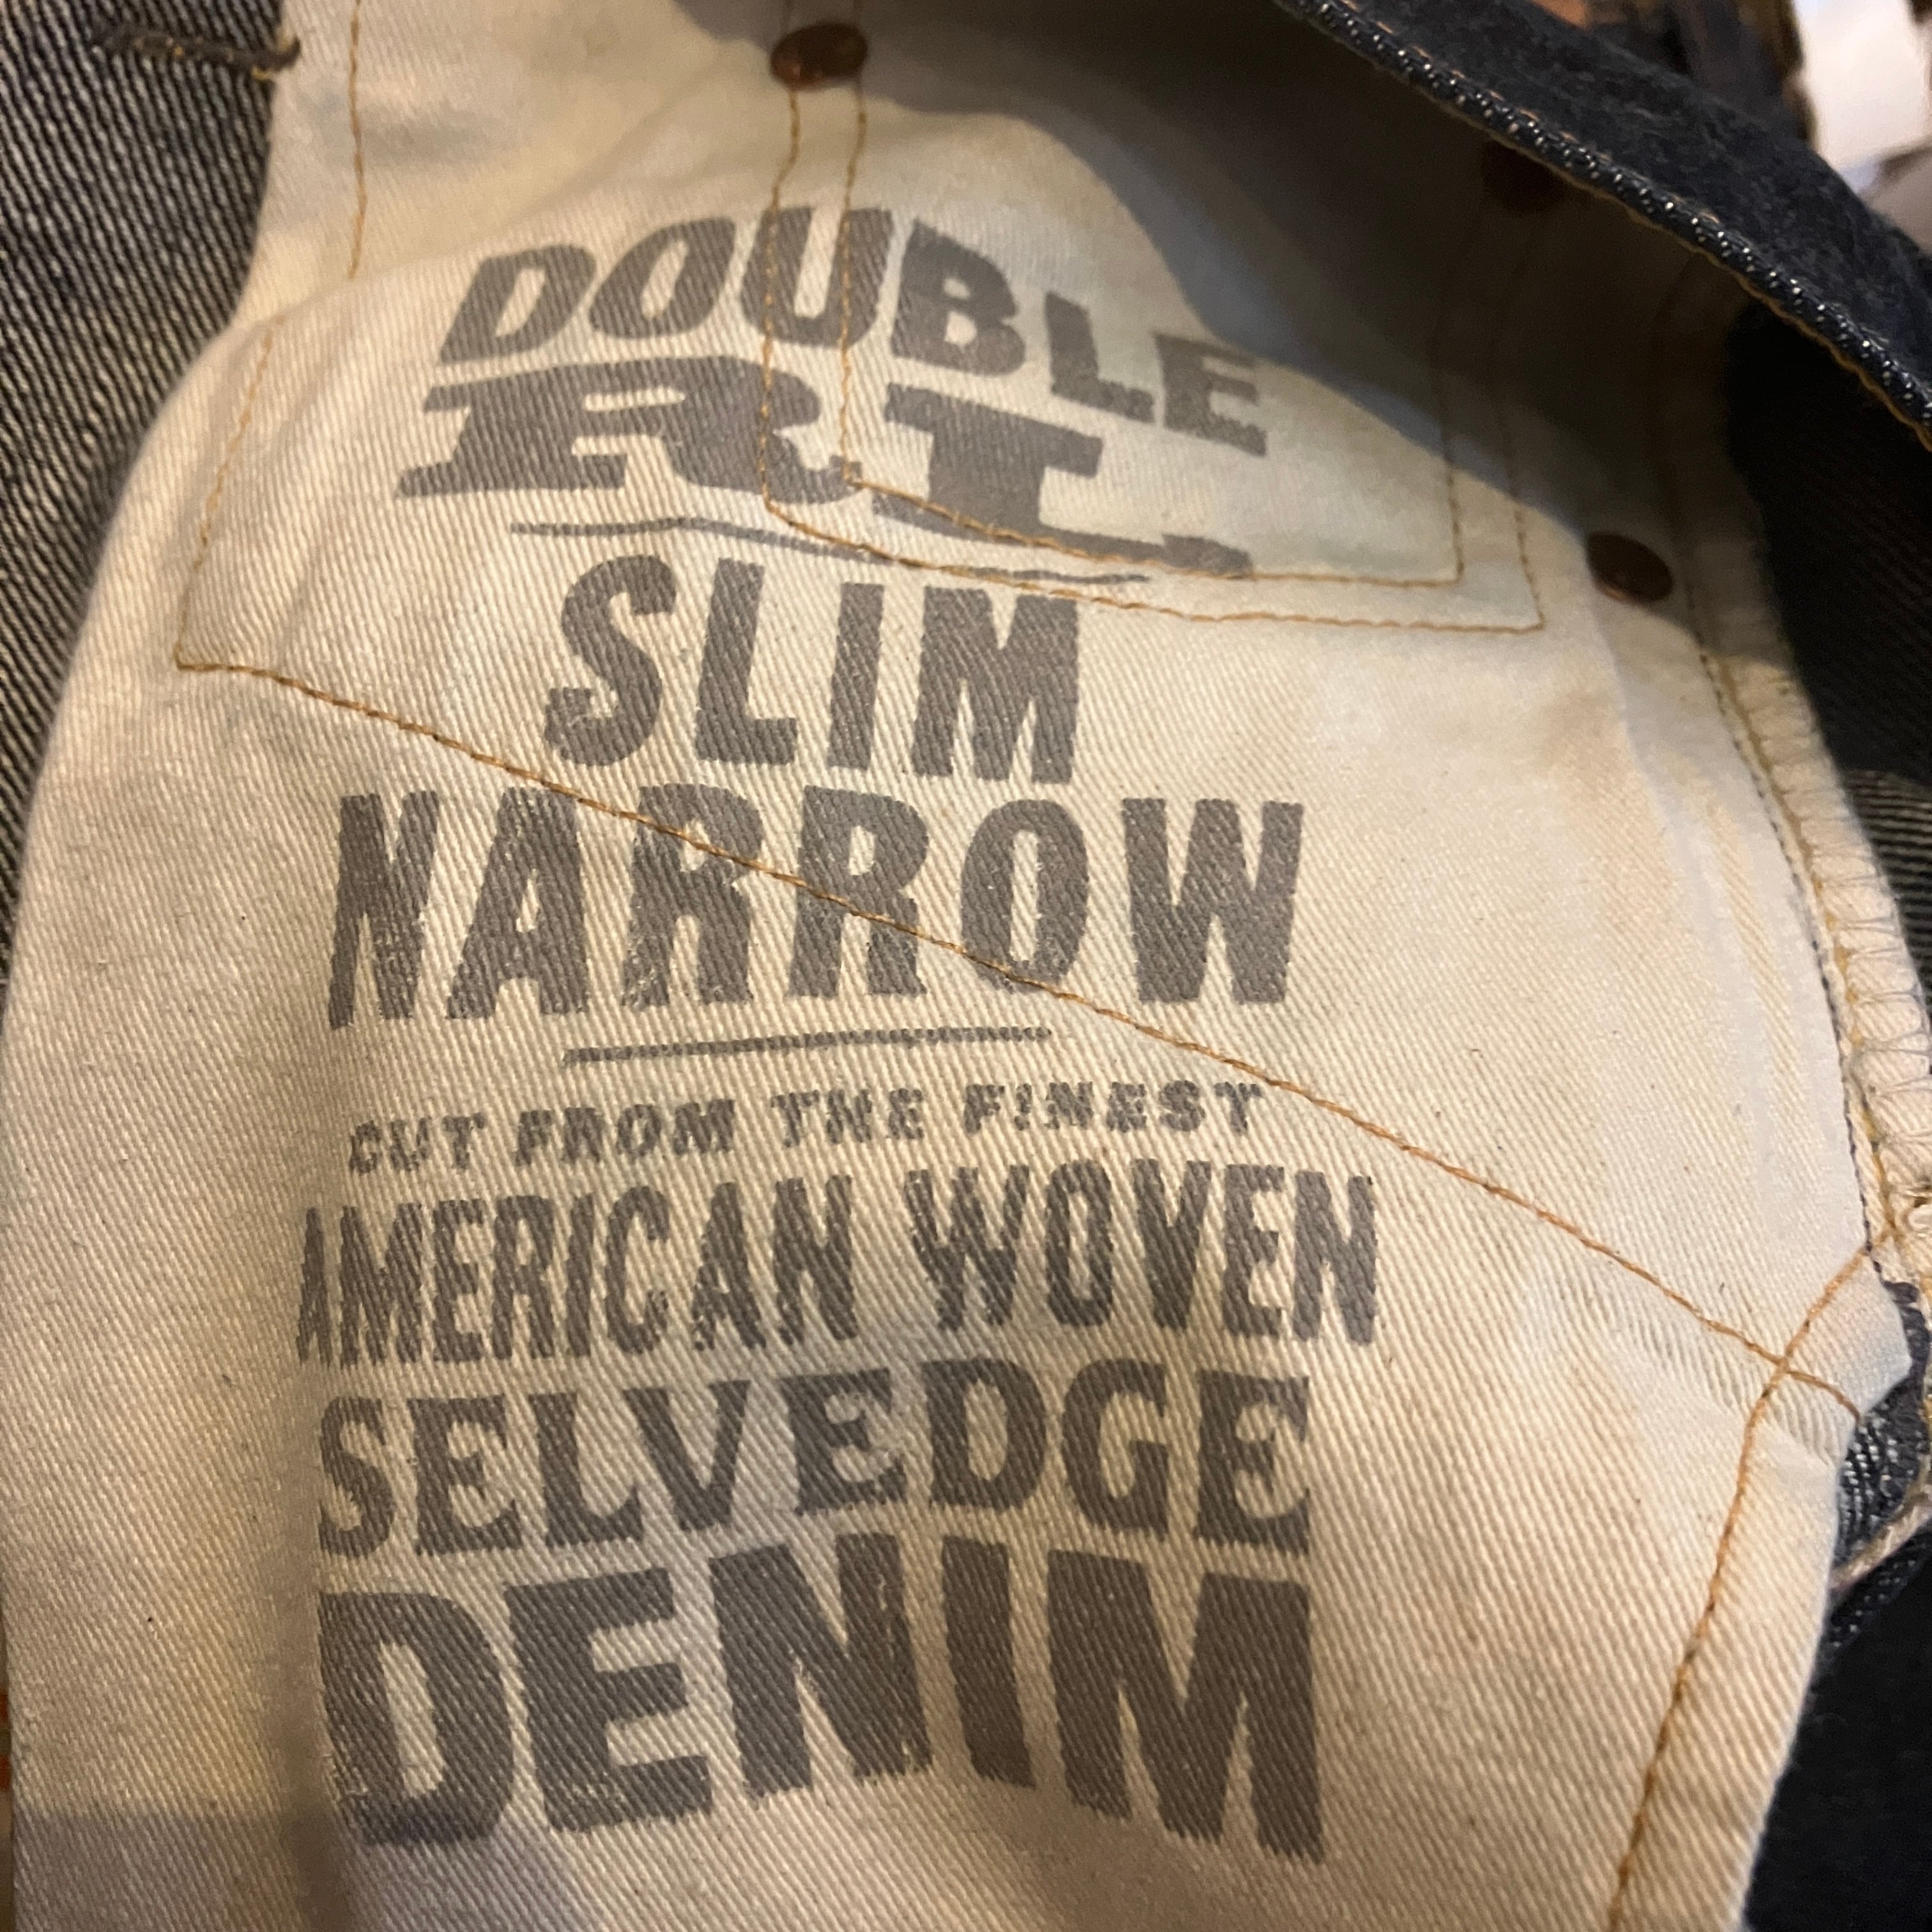 DOUBLE
RL
SLIM
NARROW
CUT FROM THE FINEST
AMERICAN WOVEN
SELVEDGE
DENIM